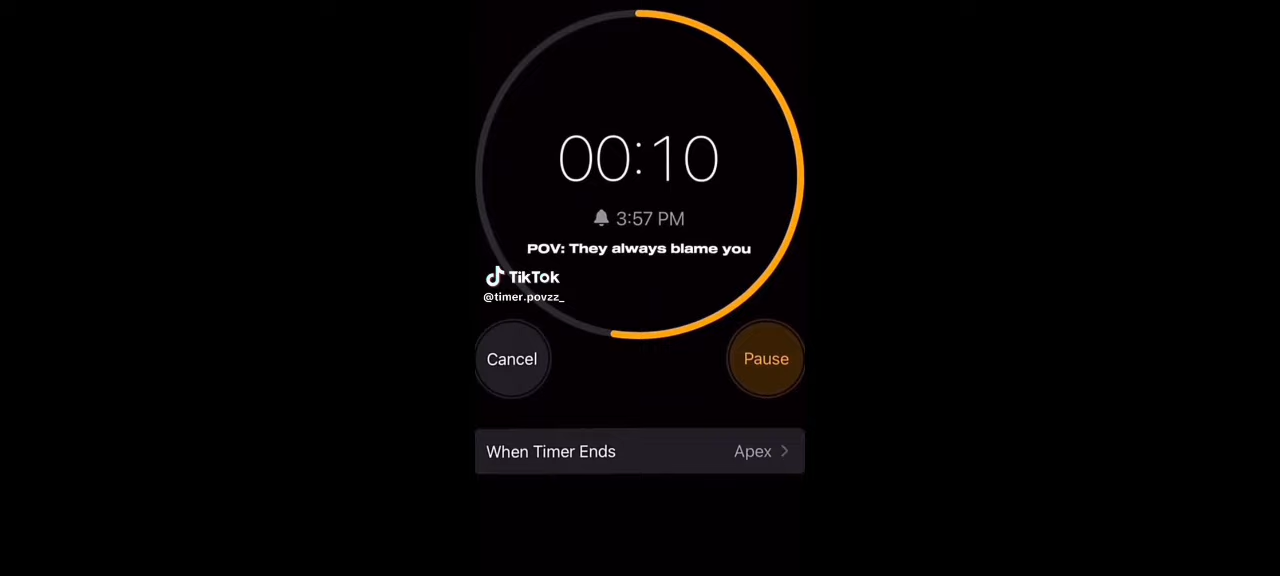 00:10
3:57 PM
POV: They always blame you
TikTok
@timer.povzz_
Cancel
Pause
When Timer Ends
Apex